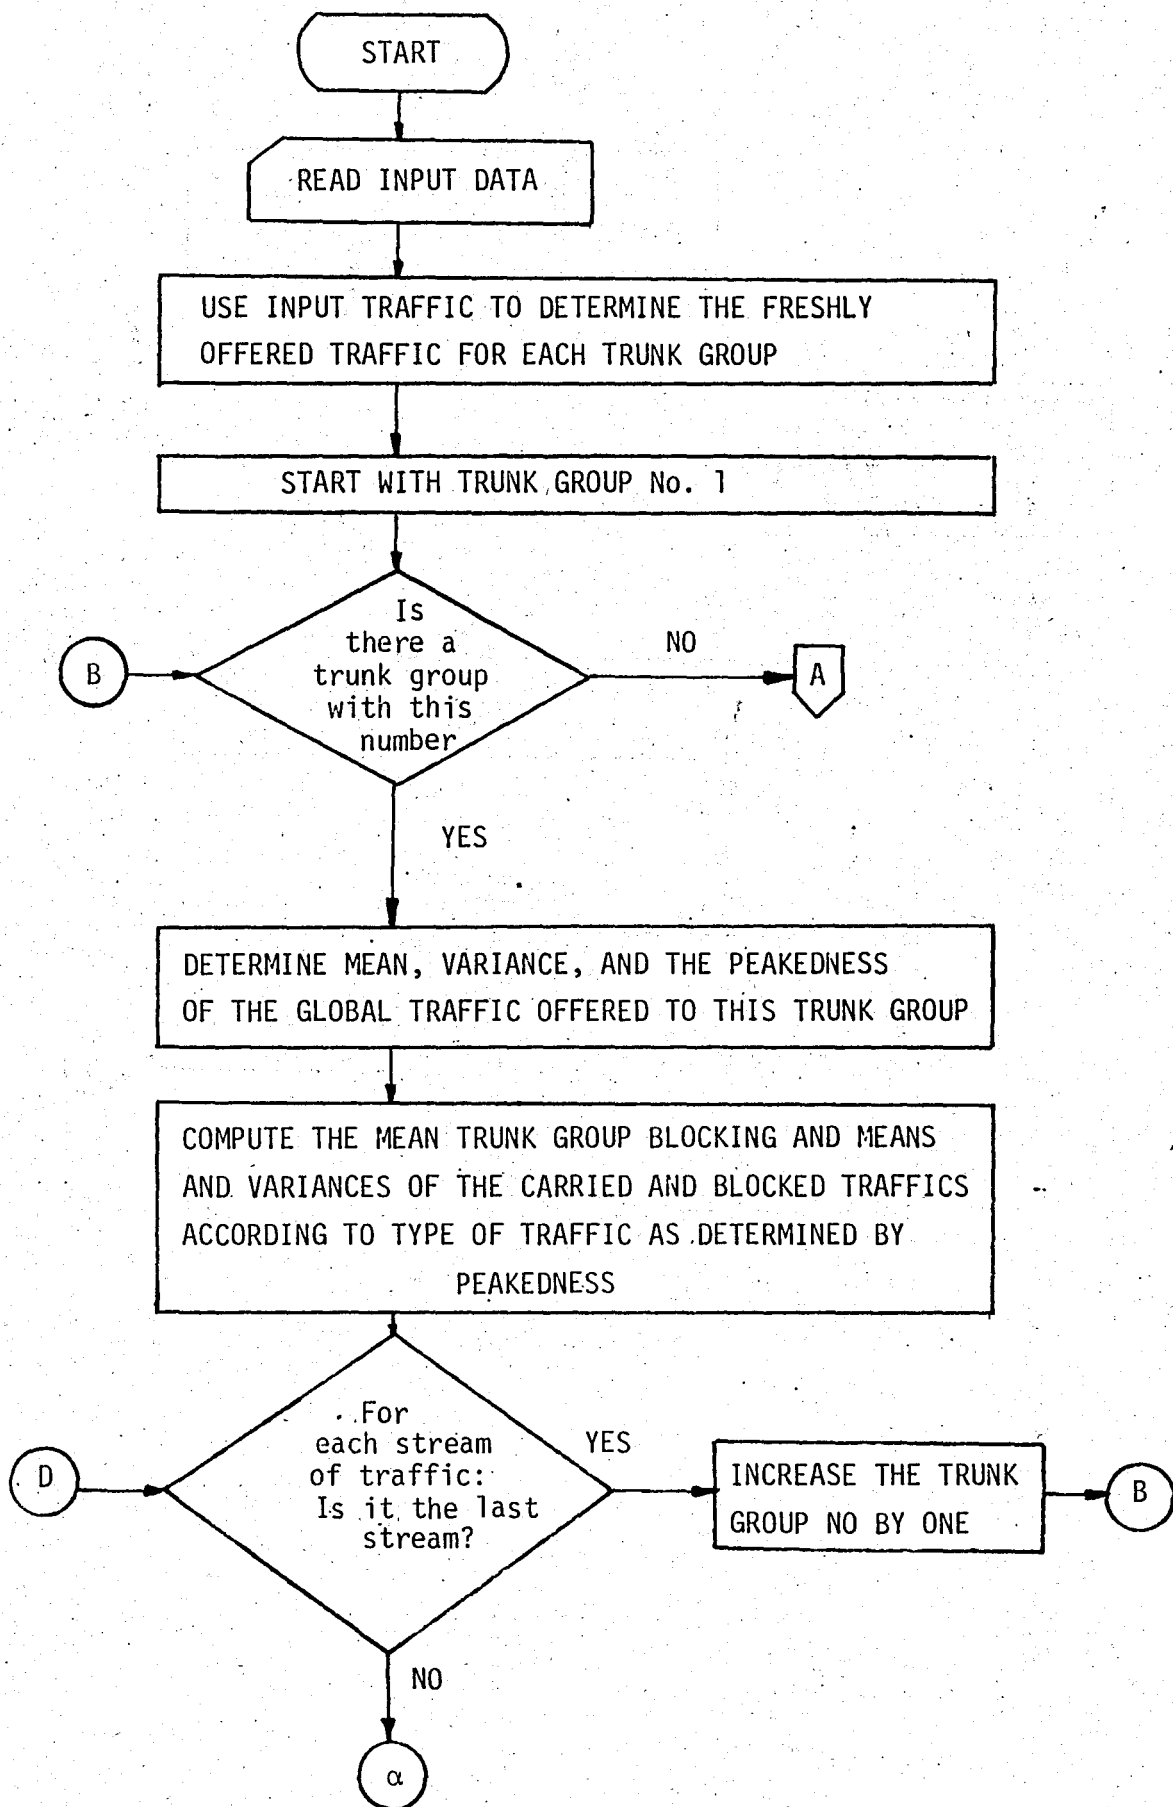 START
READ INPUT DATA
USE INPUT TRAFFIC TO DETERMINE THE FRESHLY
OFFERED TRAFFIC FOR EACH TRUNK GROUP
START WITH TRUNK GROUP No. 1
Is
there a
trunk group
with this
number
B
NO
A
YES
DETERMINE MEAN, VARIANCE, AND THE PEAKEDNESS
OF THE GLOBAL TRAFFIC OFFERED TO THIS TRUNK GROUP
COMPUTE THE MEAN TRUNK GROUP BLOCKING AND MEANS
AND VARIANCES OF THE CARRIED AND BLOCKED TRAFFICS
ACCORDING TO TYPE OF TRAFFIC AS DETERMINED BY
PEAKEDNESS
For
each stream
of traffic:
Is it the last
stream?
D
YES
INCREASE THE TRUNK
GROUP NO BY ONE
B
NO
α